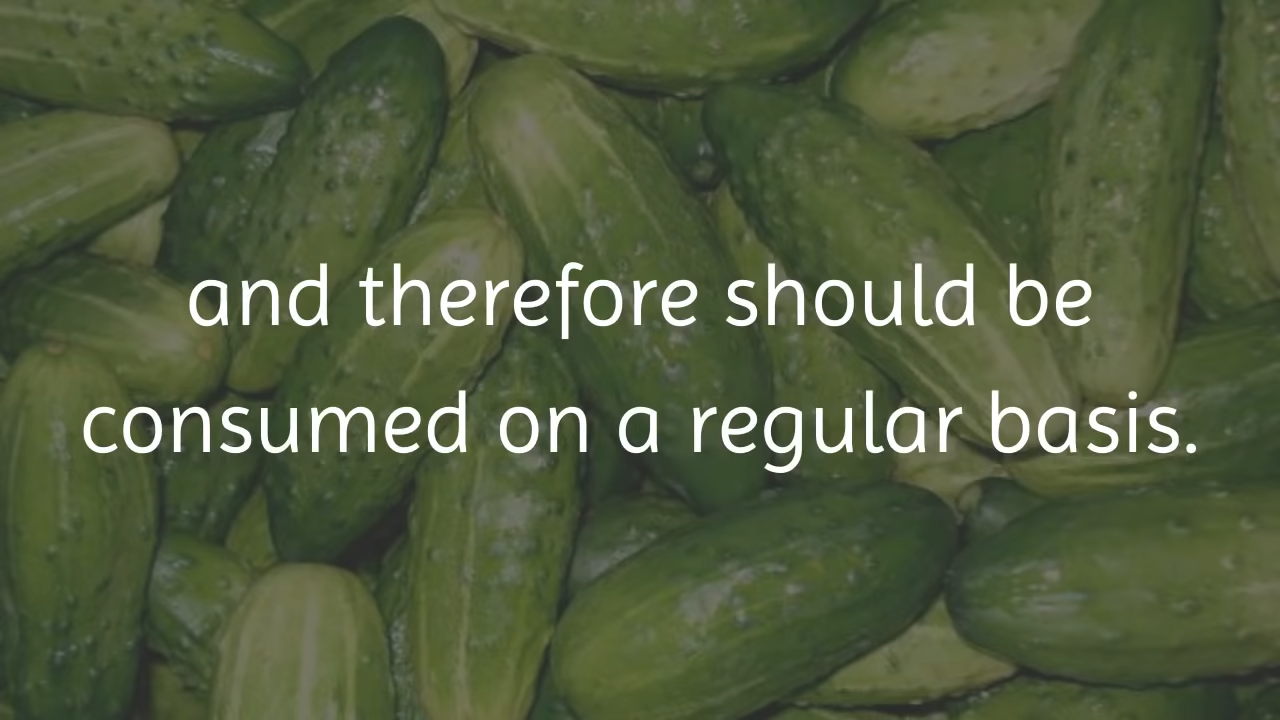 and therefore should be
consumed on a regular basis.